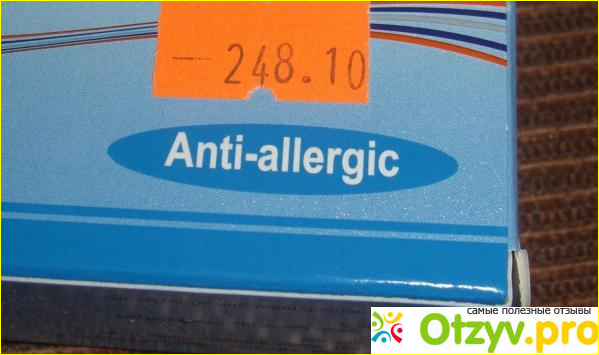 248.10
Anti-allergic
самые полезные отзывы
Otzyv.pro